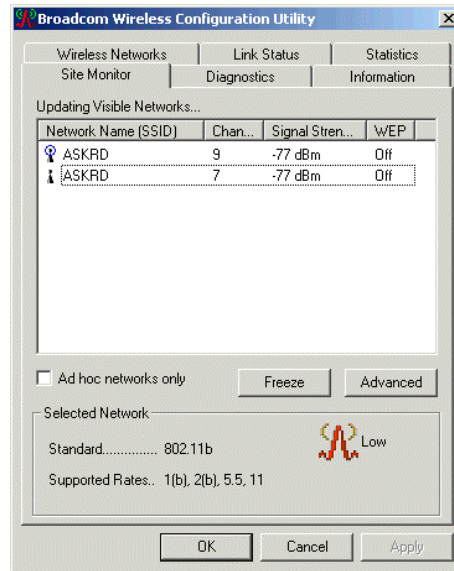 Broadcom Wireless Configuration Utility
Wireless Networks Link Status Statistics
Site Monitor Diagnostics Information
Updating Visible Networks...
Network Name (SSID) Chan... Signal Stren... WEP
ASKRD 9 -77 dBm Off
ASKRD 7 -77 dBm Off
Ad hoc networks only Freeze Advanced
Selected Network
Low
Standard.............. 802.11b
Supported Rates.. 1(b), 2(b), 5.5, 11
OK Cancel Apply